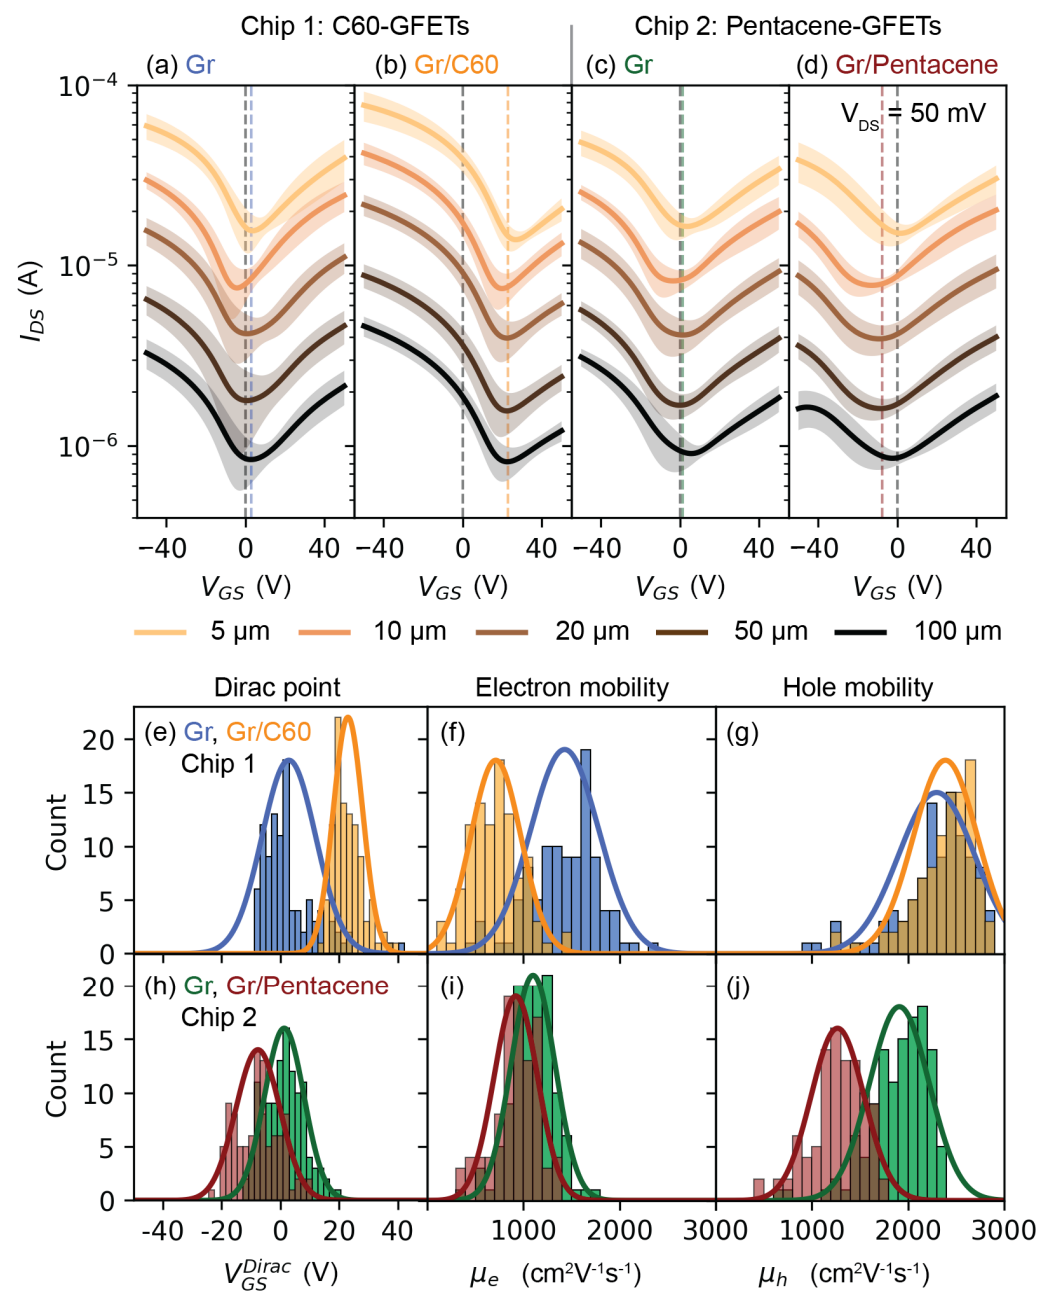 Chip 1: C60-GFETs
Chip 2: Pentacene-GFETs
(a) Gr
(b) Gr/C60
(c) Gr
(d) Gr/Pentacene
V_DS = 50 mV
10⁻⁴
10⁻⁵
10⁻⁶
I_DS (A)
−40 0 40
−40 0 40
−40 0 40
−40 0 40
V_GS (V)
V_GS (V)
V_GS (V)
V_GS (V)
5 μm
10 μm
20 μm
50 μm
100 μm
Dirac point
Electron mobility
Hole mobility
(e) Gr, Gr/C60
Chip 1
(f)
(g)
20
15
10
5
0
Count
(h) Gr, Gr/Pentacene
Chip 2
(i)
(j)
20
15
10
5
0
Count
-40 -20 0 20 40
1000 2000 3000
1000 2000 3000
V_GS^Dirac (V)
μ_e (cm²V⁻¹s⁻¹)
μ_h (cm²V⁻¹s⁻¹)